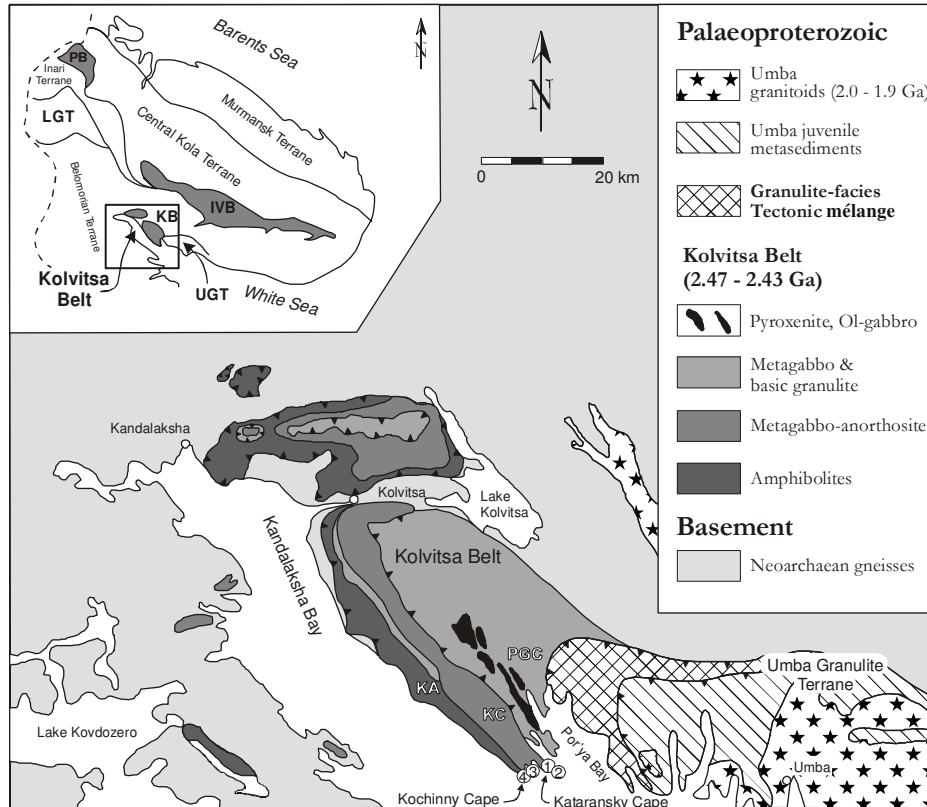 Barents Sea
N
PB
Inari
Terrane
LGT
Murmansk Terrane
Central Kola Terrane
Belomorian Terrane
IVB
KB
Kolvitsa
Belt
UGT
White Sea
N
0 20 km
Palaeoproterozoic
Umba
granitoids (2.0 - 1.9 Ga)
Umba juvenile
metasediments
Granulite-facies
Tectonic mélange
Kolvitsa Belt
(2.47 - 2.43 Ga)
Pyroxenite, Ol-gabbro
Metagabbo &
basic granulite
Metagabbo-anorthosite
Amphibolites
Basement
Neoarchaean gneisses
Kandalaksha
Kolvitsa
Lake
Kolvitsa
Kandalaksha Bay
Kolvitsa Belt
PGC
KA
KC
Umba Granulite
Terrane
Lake Kovdozero
Por'ya Bay
Umba
4 3 1 2
Kochinny Cape
Kataransky Cape